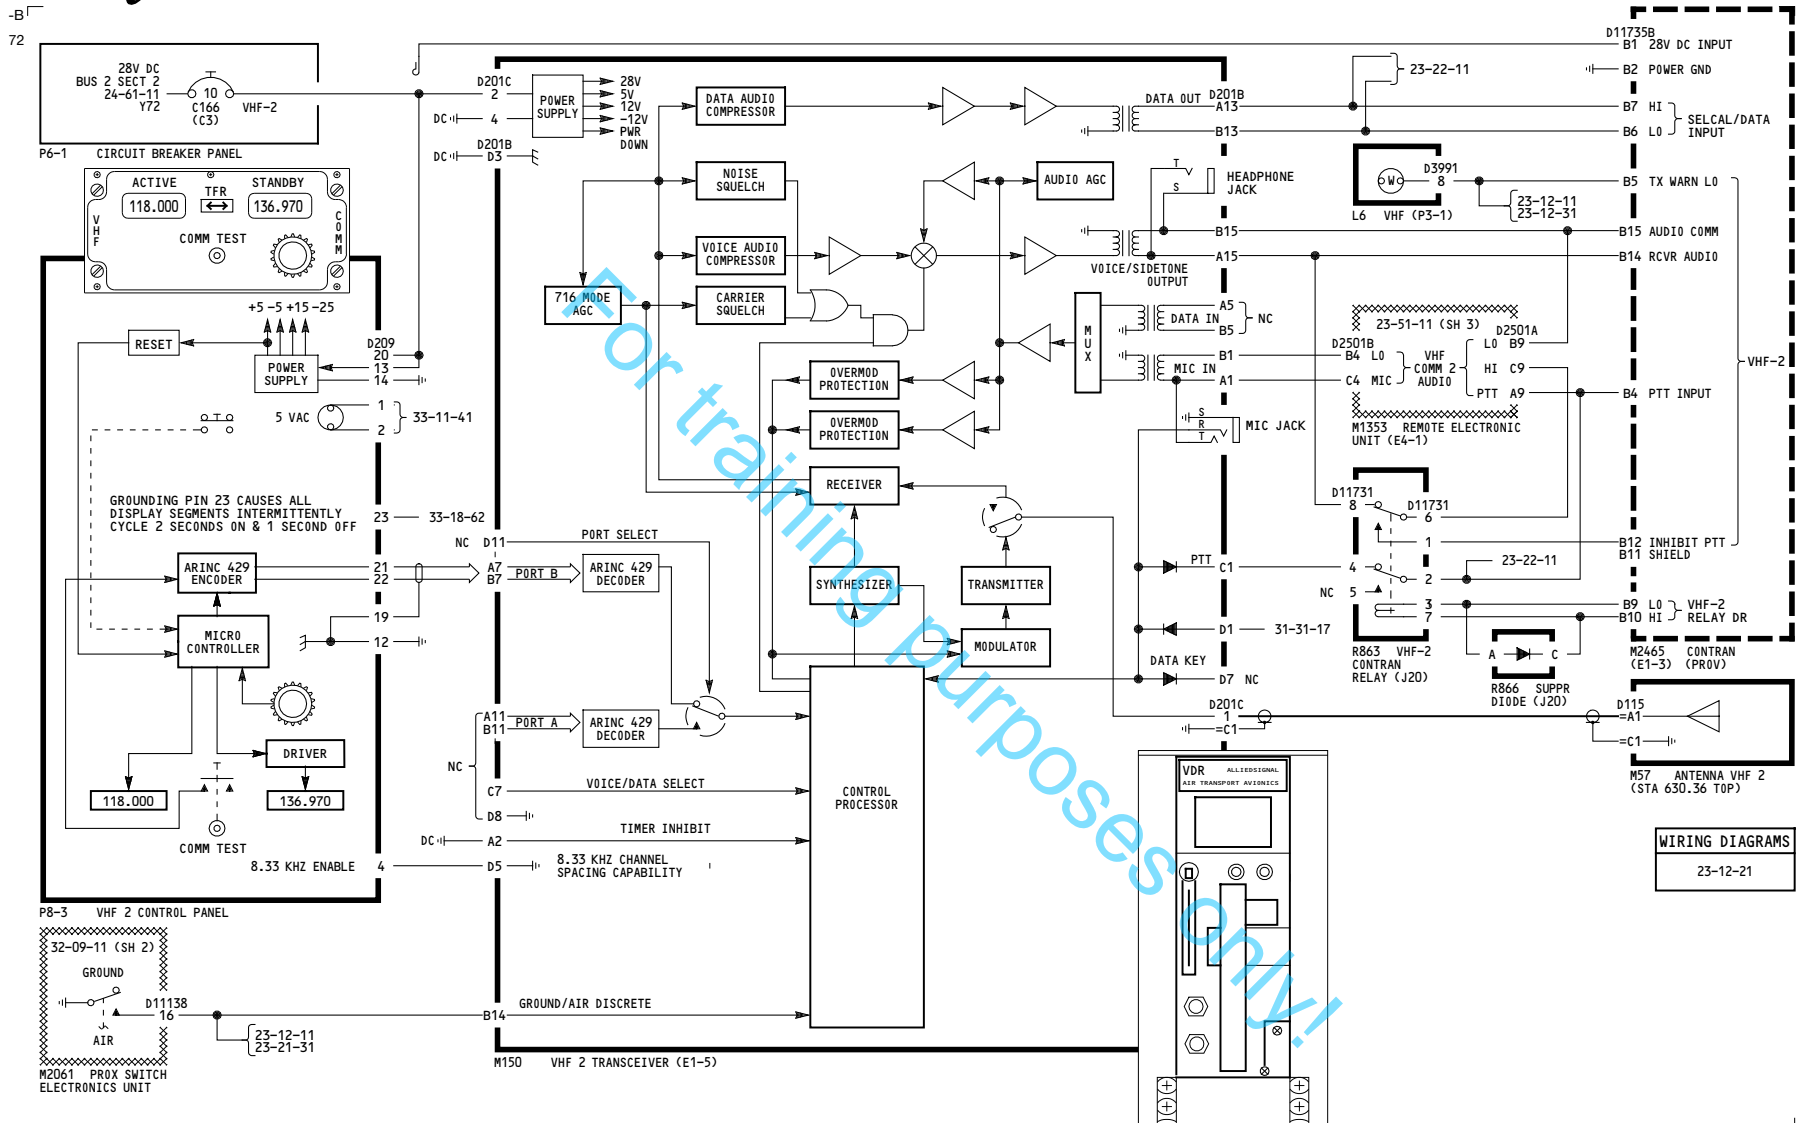 -B
72
28V DC
BUS 2 SECT 2
24-61-11
Y72
10
C166
(C3)
VHF-2
P6-1 CIRCUIT BREAKER PANEL
ACTIVE
TFR
STANDBY
118.000
136.970
VHF
COMM
COMM TEST
+5 -5 +15 -25
RESET
POWER
SUPPLY
D209
20
13
14
5 VAC
1
2
33-11-41
GROUNDING PIN 23 CAUSES ALL
DISPLAY SEGMENTS INTERMITTENTLY
CYCLE 2 SECONDS ON & 1 SECOND OFF
23
33-18-62
ARINC 429
ENCODER
21
22
MICRO
CONTROLLER
19
12
DRIVER
118.000
136.970
COMM TEST
8.33 KHZ ENABLE
4
P8-3 VHF 2 CONTROL PANEL
32-09-11 (SH 2)
GROUND
AIR
D11138
16
23-12-11
23-21-31
M2061 PROX SWITCH
ELECTRONICS UNIT
D201C
2
DC
4
D201B
DC
D3
POWER
SUPPLY
28V
5V
12V
-12V
PWR
DOWN
DATA AUDIO
COMPRESSOR
NOISE
SQUELCH
VOICE AUDIO
COMPRESSOR
716 MODE
AGC
CARRIER
SQUELCH
AUDIO AGC
OVERMOD
PROTECTION
OVERMOD
PROTECTION
RECEIVER
SYNTHESIZER
TRANSMITTER
MODULATOR
MUX
NC
D11
PORT SELECT
A7
B7
PORT B
ARINC 429
DECODER
A11
B11
PORT A
ARINC 429
DECODER
NC
C7
VOICE/DATA SELECT
D8
DC
A2
TIMER INHIBIT
D5
8.33 KHZ CHANNEL
SPACING CAPABILITY
CONTROL
PROCESSOR
B14
GROUND/AIR DISCRETE
M150 VHF 2 TRANSCEIVER (E1-5)
DATA OUT
D201B
A13
B13
T
S
HEADPHONE
JACK
B15
A15
VOICE/SIDETONE
OUTPUT
A5
DATA IN
B5
NC
B1
MIC IN
A1
S
R
T
MIC JACK
PTT
C1
D1
31-31-17
DATA KEY
D7
NC
D201C
1
=C1
VDR
ALLIEDSIGNAL
AIR TRANSPORT AVIONICS
23-22-11
W
D3991
8
L6 VHF (P3-1)
23-12-11
23-12-31
23-51-11 (SH 3)
D2501B
B4 LO
C4 MIC
VHF
COMM 2
AUDIO
D2501A
LO B9
HI C9
PTT A9
M1353 REMOTE ELECTRONIC
UNIT (E4-1)
D11731
D11731
8
6
1
4
2
NC 5
3
7
23-22-11
R863 VHF-2
CONTRAN
RELAY (J20)
A
C
R866 SUPPR
DIODE (J20)
D11735B
B1 28V DC INPUT
B2 POWER GND
B7 HI
B6 LO
SELCAL/DATA
INPUT
B5 TX WARN LO
B15 AUDIO COMM
B14 RCVR AUDIO
VHF-2
B4 PTT INPUT
B12 INHIBIT PTT
B11 SHIELD
B9 LO
B10 HI
VHF-2
RELAY DR
M2465 CONTRAN
(E1-3) (PROV)
D115
=A1
=C1
M57 ANTENNA VHF 2
(STA 630.36 TOP)
WIRING DIAGRAMS
23-12-21
For training purposes only!